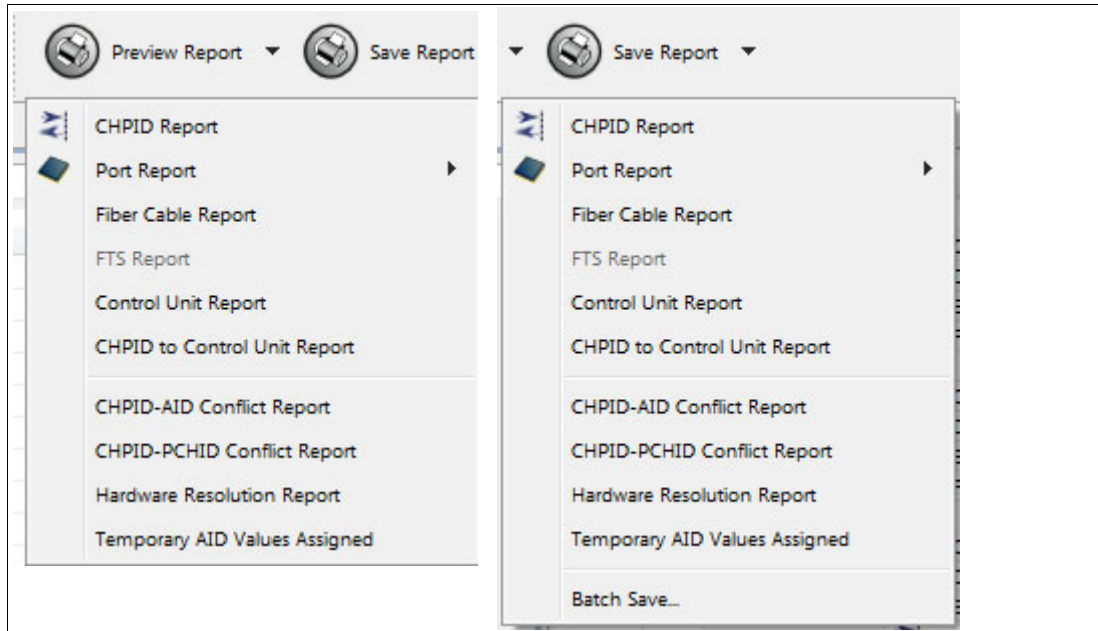 Preview Report
Save Report
CHPID Report
Port Report
Fiber Cable Report
FTS Report
Control Unit Report
CHPID to Control Unit Report
CHPID-AID Conflict Report
CHPID-PCHID Conflict Report
Hardware Resolution Report
Temporary AID Values Assigned
Save Report
CHPID Report
Port Report
Fiber Cable Report
FTS Report
Control Unit Report
CHPID to Control Unit Report
CHPID-AID Conflict Report
CHPID-PCHID Conflict Report
Hardware Resolution Report
Temporary AID Values Assigned
Batch Save...